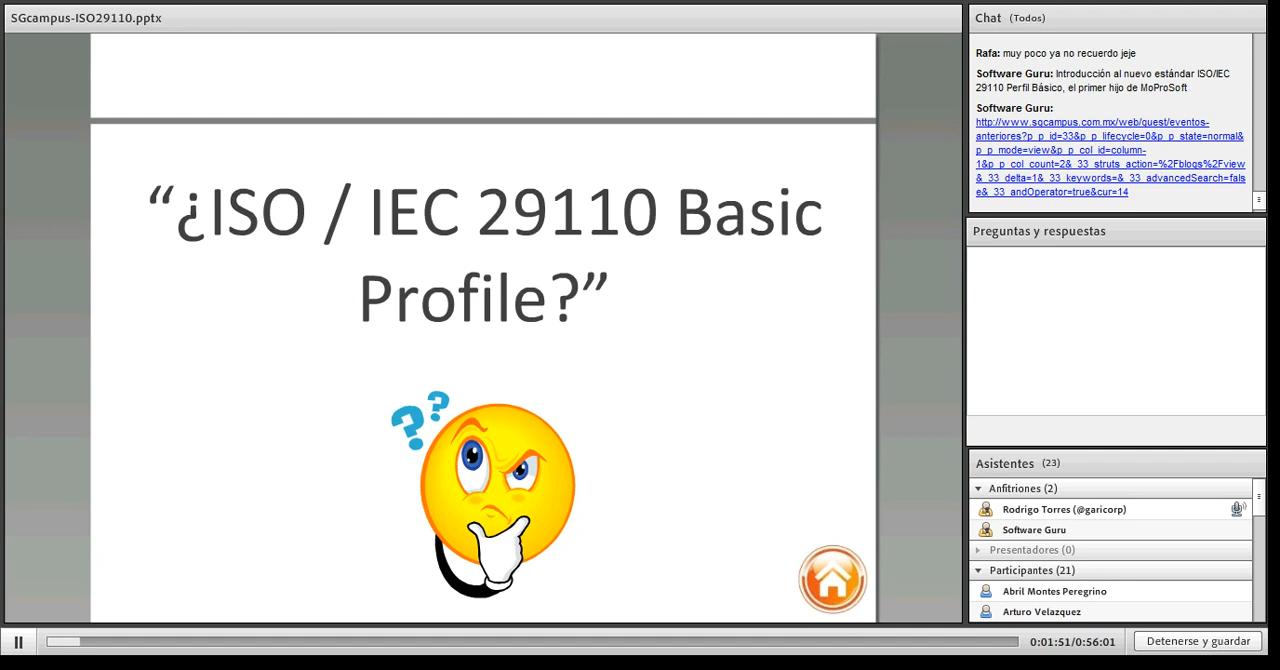 SGcampus-ISO29110.pptx
“¿ISO / IEC 29110 Basic
Profile?”
? ?
Chat (Todos)
Rafa: muy poco ya no recuerdo jeje
Software Guru: Introducción al nuevo estándar ISO/IEC
29110 Perfil Básico, el primer hijo de MoProSoft
Software Guru:
http://www.sgcampus.com.mx/web/guest/eventos-
anteriores?p_p_id=33&p_p_lifecycle=0&p_p_state=normal&
p_p_mode=view&p_p_col_id=column-
1&p_p_col_count=2&_33_struts_action=%2Fblogs%2Fview
&_33_delta=1&_33_keywords=&_33_advancedSearch=fals
e&_33_andOperator=true&cur=14
Preguntas y respuestas
Asistentes (23)
Anfitriones (2)
Rodrigo Torres (@garicorp)
Software Guru
Presentadores (0)
Participantes (21)
Abril Montes Peregrino
Arturo Velazquez
0:01:51/0:56:01
Detenerse y guardar